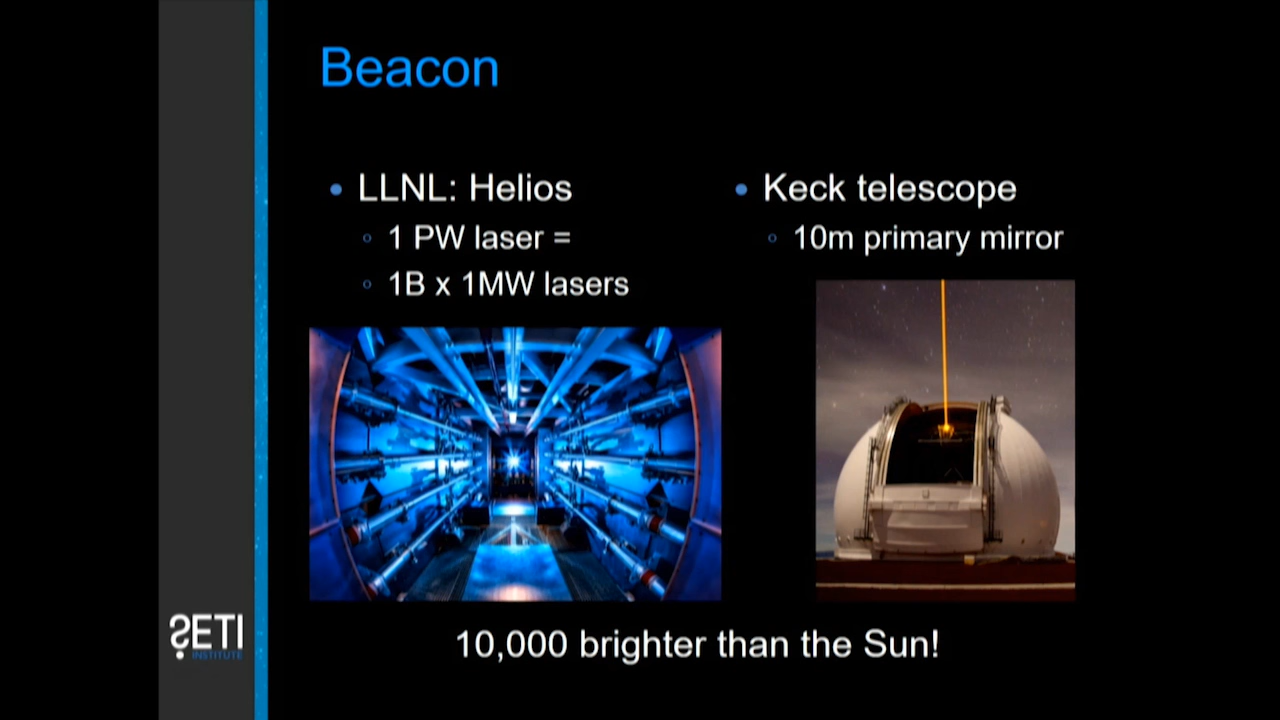 Beacon
• LLNL: Helios
◦ 1 PW laser =
◦ 1B x 1MW lasers
• Keck telescope
◦ 10m primary mirror
10,000 brighter than the Sun!
SETI
INSTITUTE